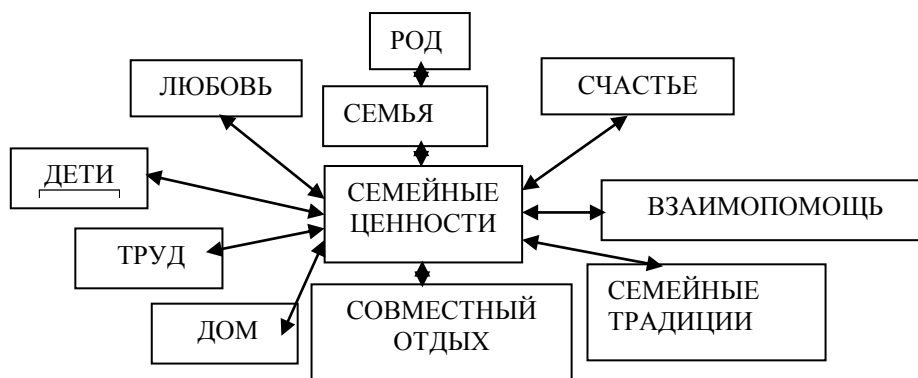 РОД
ЛЮБОВЬ
СЧАСТЬЕ
СЕМЬЯ
ДЕТИ
СЕМЕЙНЫЕ
ЦЕННОСТИ
ВЗАИМОПОМОЩЬ
ТРУД
СЕМЕЙНЫЕ
ТРАДИЦИИ
ДОМ
СОВМЕСТНЫЙ
ОТДЫХ